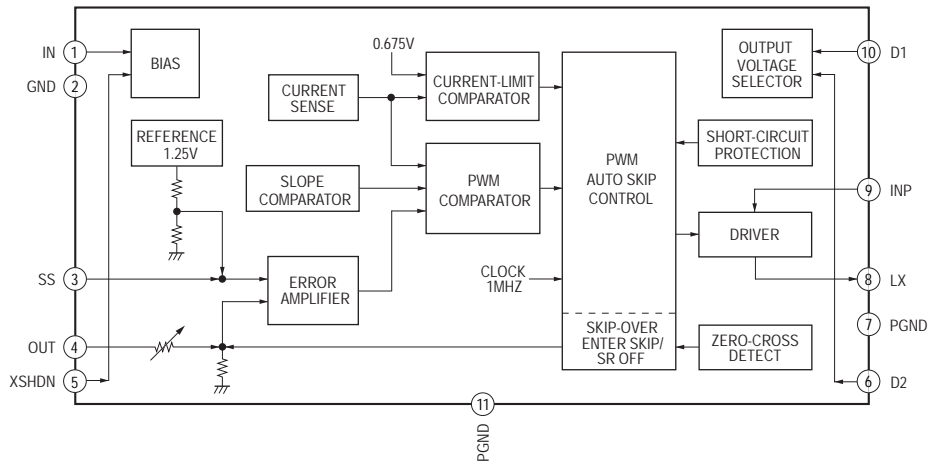 IN
1
GND
2
BIAS
REFERENCE
1.25V
SS
3
OUT
4
XSHDN
5
0.675V
CURRENT
SENSE
CURRENT-LIMIT
COMPARATOR
SLOPE
COMPARATOR
PWM
COMPARATOR
ERROR
AMPLIFIER
PWM
AUTO SKIP
CONTROL
CLOCK
1MHZ
SKIP-OVER
ENTER SKIP/
SR OFF
OUTPUT
VOLTAGE
SELECTOR
10
D1
SHORT-CIRCUIT
PROTECTION
9
INP
DRIVER
8
LX
7
PGND
ZERO-CROSS
DETECT
6
D2
11
PGND